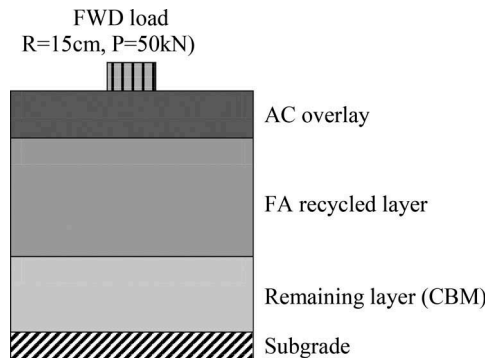 FWD load
R=15cm, P=50kN)
AC overlay
FA recycled layer
Remaining layer (CBM)
Subgrade